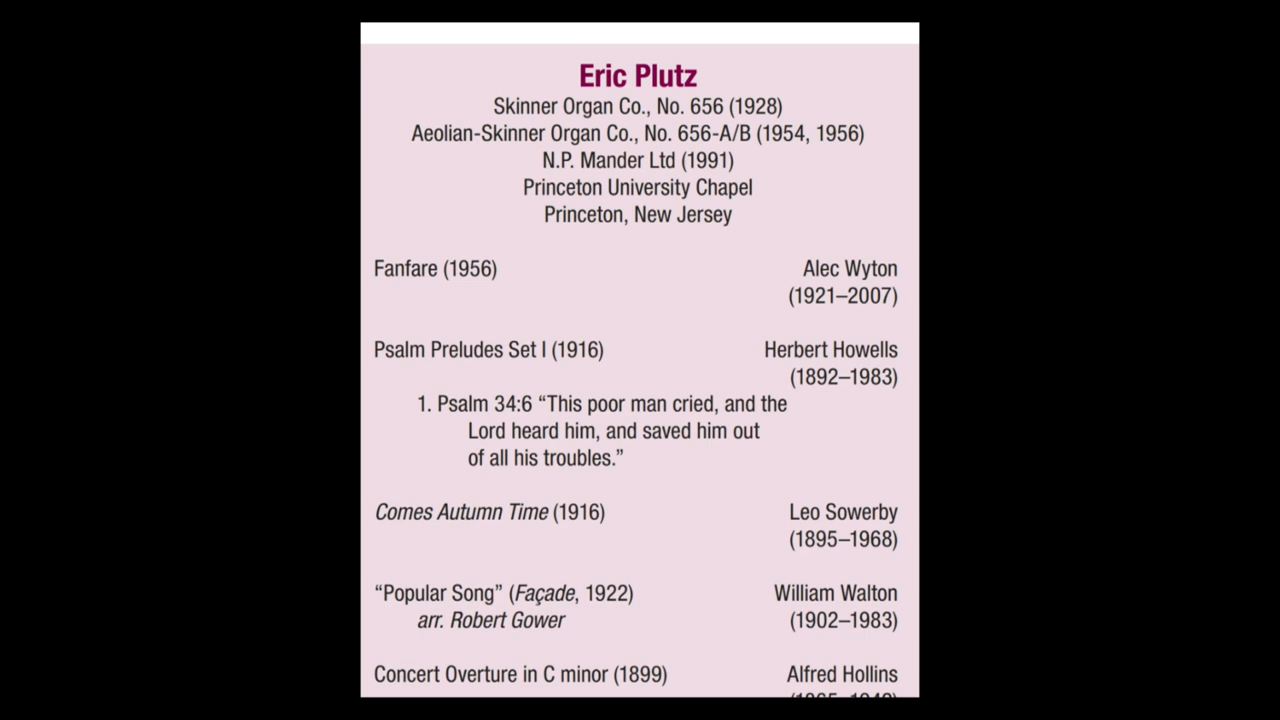 Eric Plutz
Skinner Organ Co., No. 656 (1928)
Aeolian-Skinner Organ Co., No. 656-A/B (1954, 1956)
N.P. Mander Ltd (1991)
Princeton University Chapel
Princeton, New Jersey
Fanfare (1956) Alec Wyton
(1921–2007)
Psalm Preludes Set I (1916) Herbert Howells
(1892–1983)
1. Psalm 34:6 “This poor man cried, and the
Lord heard him, and saved him out
of all his troubles.”
Comes Autumn Time (1916) Leo Sowerby
(1895–1968)
“Popular Song” (Façade, 1922) William Walton
arr. Robert Gower (1902–1983)
Concert Overture in C minor (1899) Alfred Hollins